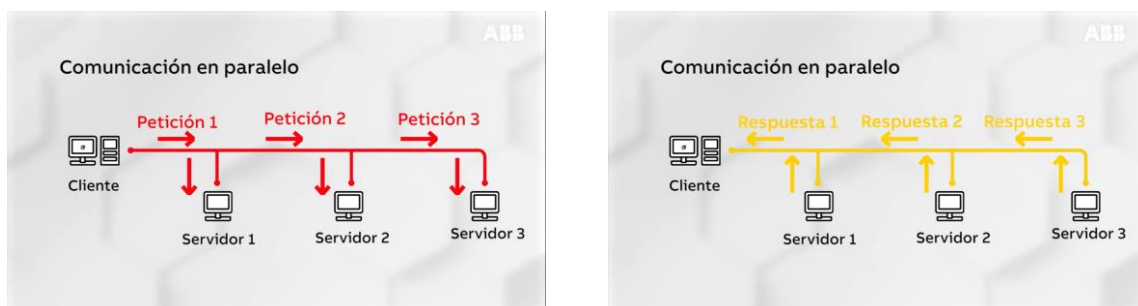 ABB
Comunicación en paralelo
Petición 1
Petición 2
Petición 3
Cliente
Servidor 1
Servidor 2
Servidor 3
ABB
Comunicación en paralelo
Respuesta 1
Respuesta 2
Respuesta 3
Cliente
Servidor 1
Servidor 2
Servidor 3